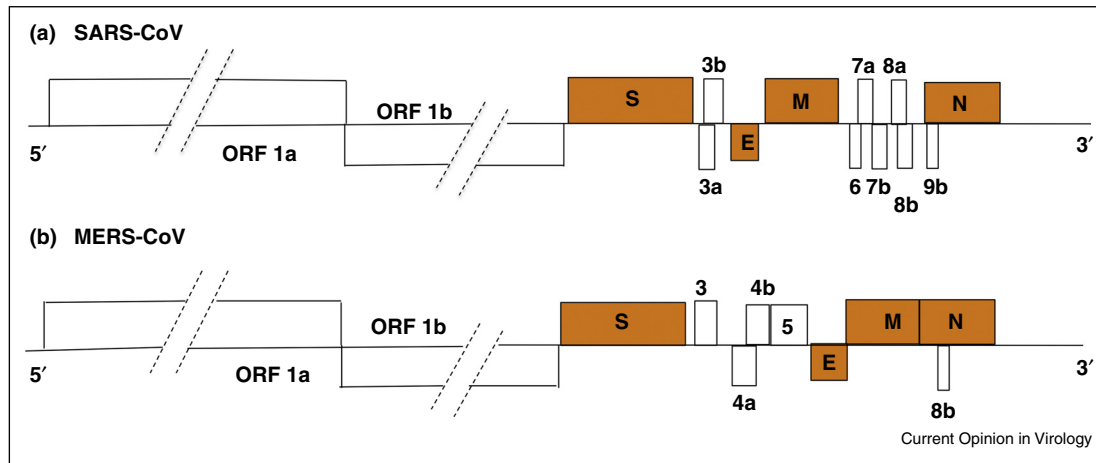 (a) SARS-CoV
3b 7a 8a
S M N
ORF 1b
E
5′ ORF 1a 3′
3a 6 7b 9b
8b
(b) MERS-CoV
3 4b
S 5 M N
ORF 1b
E
5′ ORF 1a 3′
4a 8b
Current Opinion in Virology